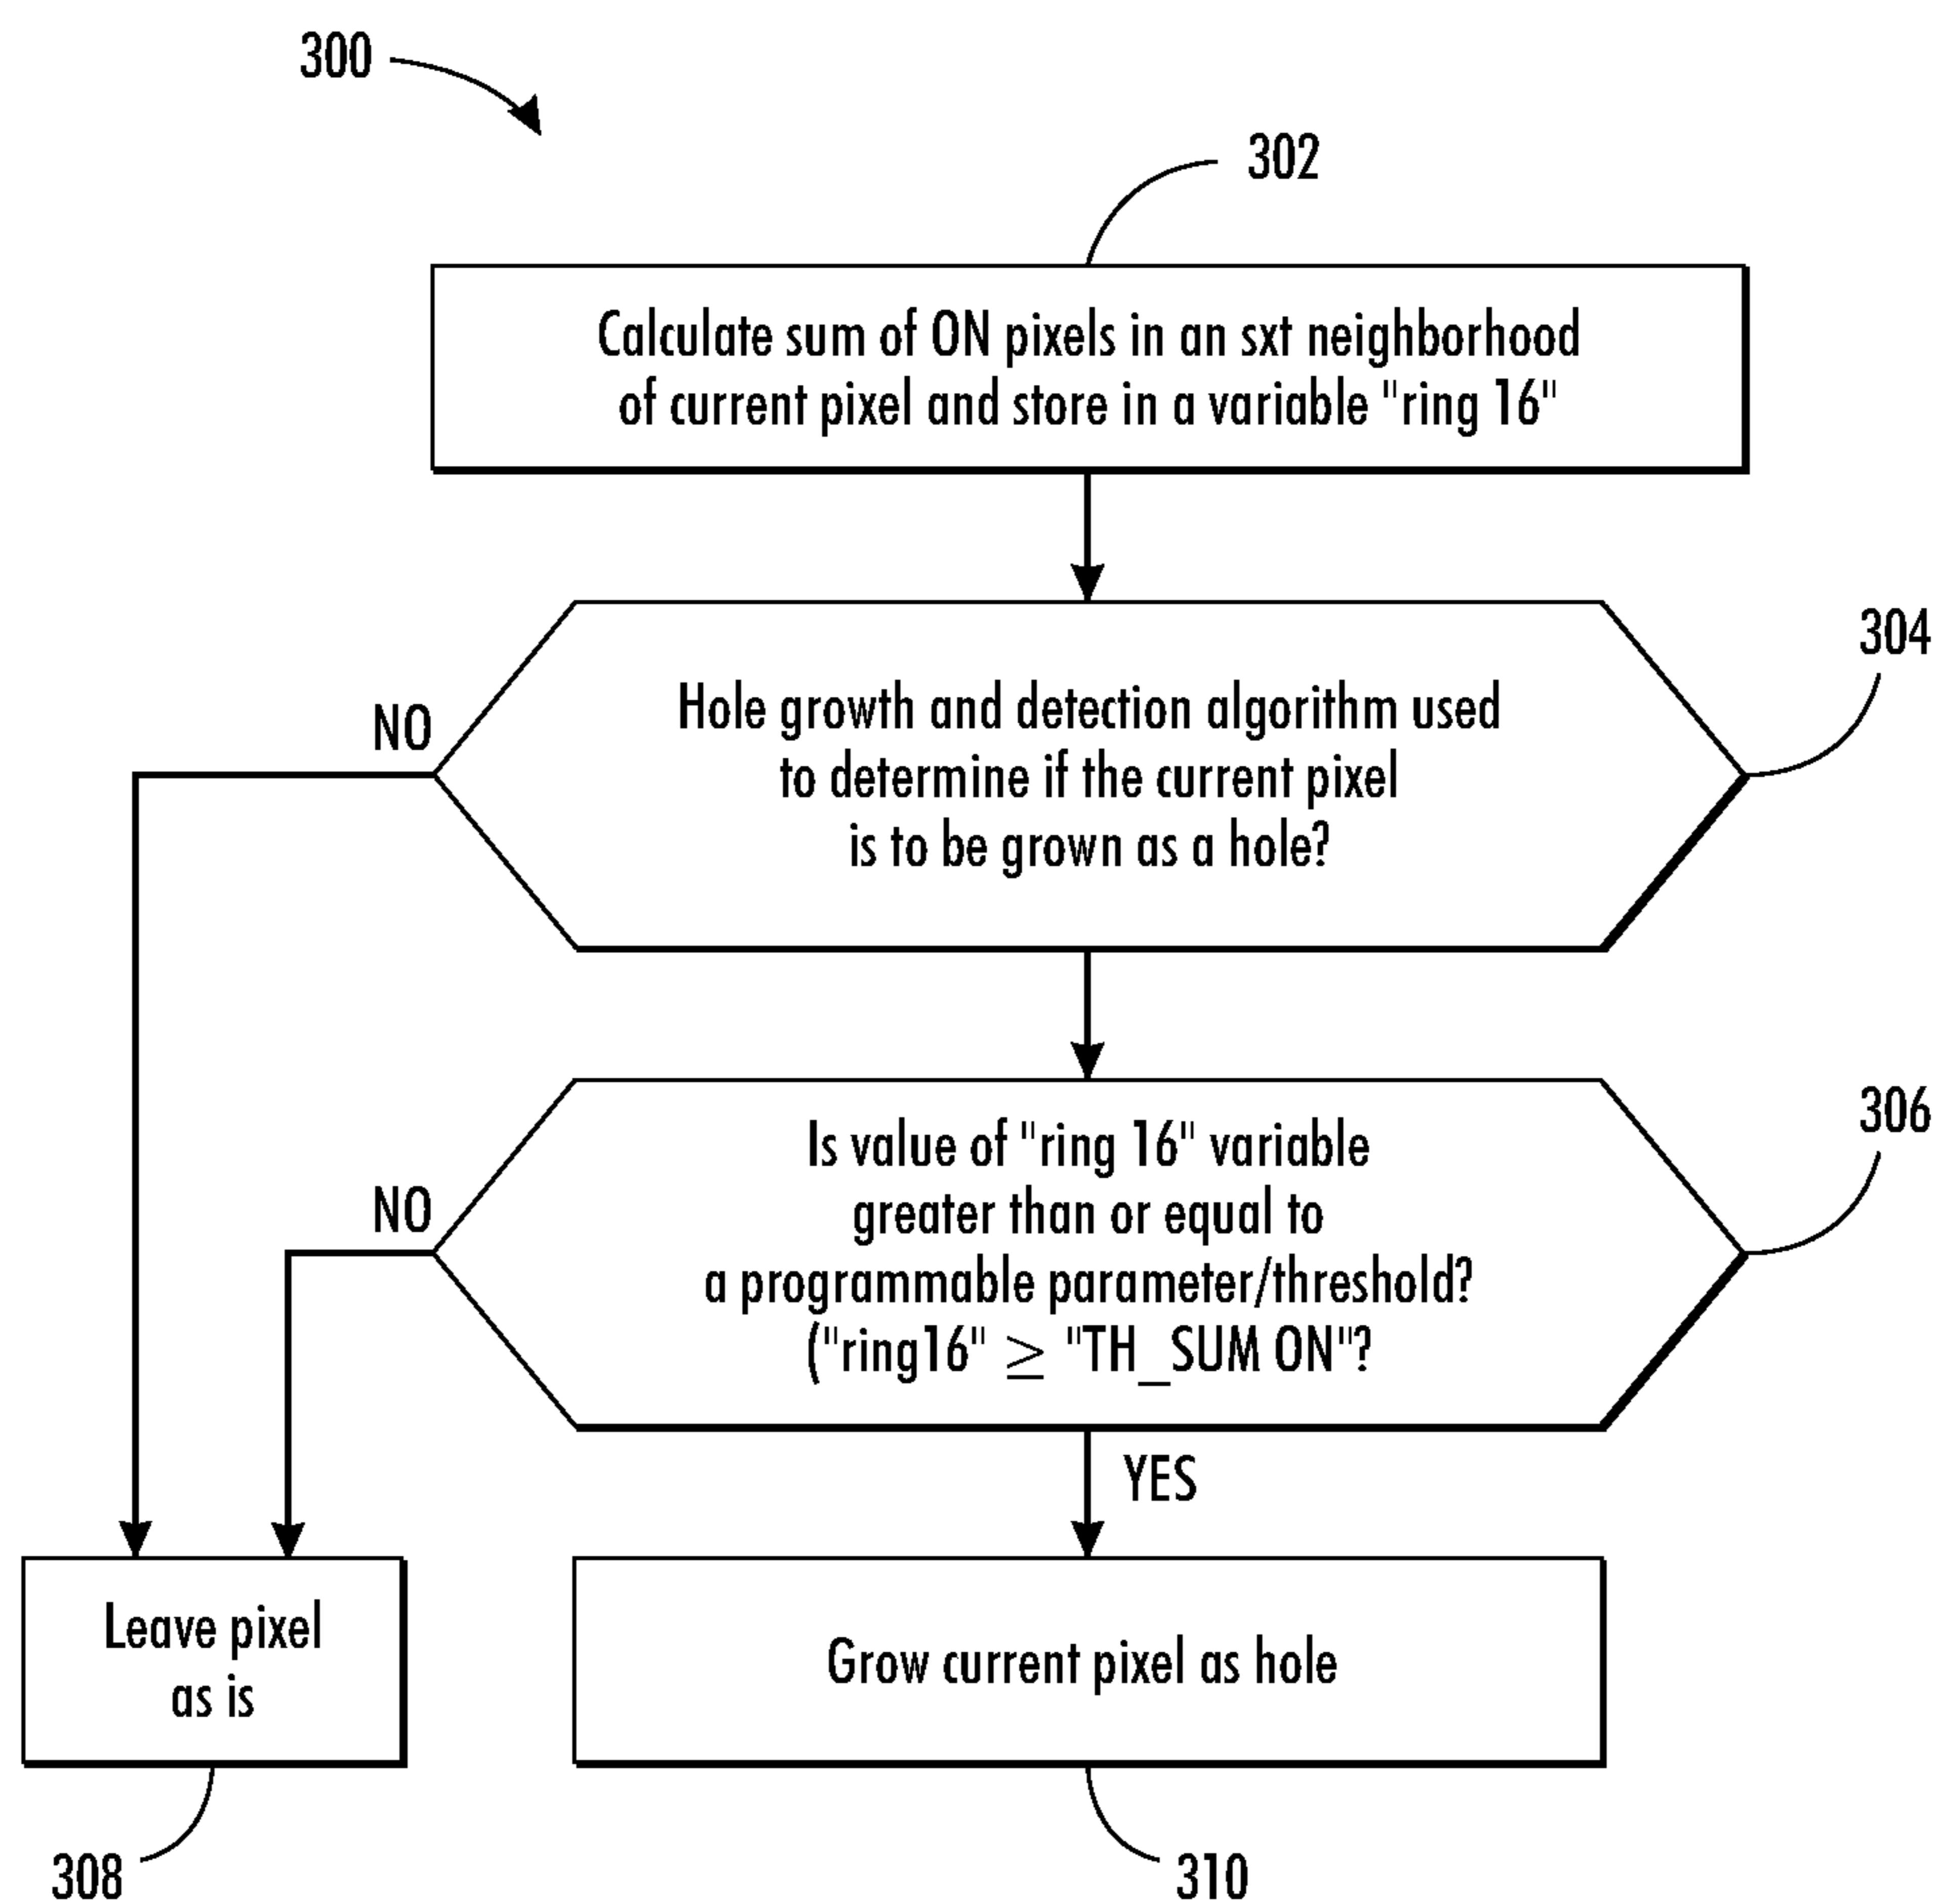 300
302
Calculate sum of ON pixels in an sxt neighborhood
of current pixel and store in a variable "ring 16"
304
NO
Hole growth and detection algorithm used
to determine if the current pixel
is to be grown as a hole?
306
NO
Is value of "ring 16" variable
greater than or equal to
a programmable parameter/threshold?
("ring16" ≥ "TH_SUM ON"?
YES
Leave pixel
as is
Grow current pixel as hole
308
310